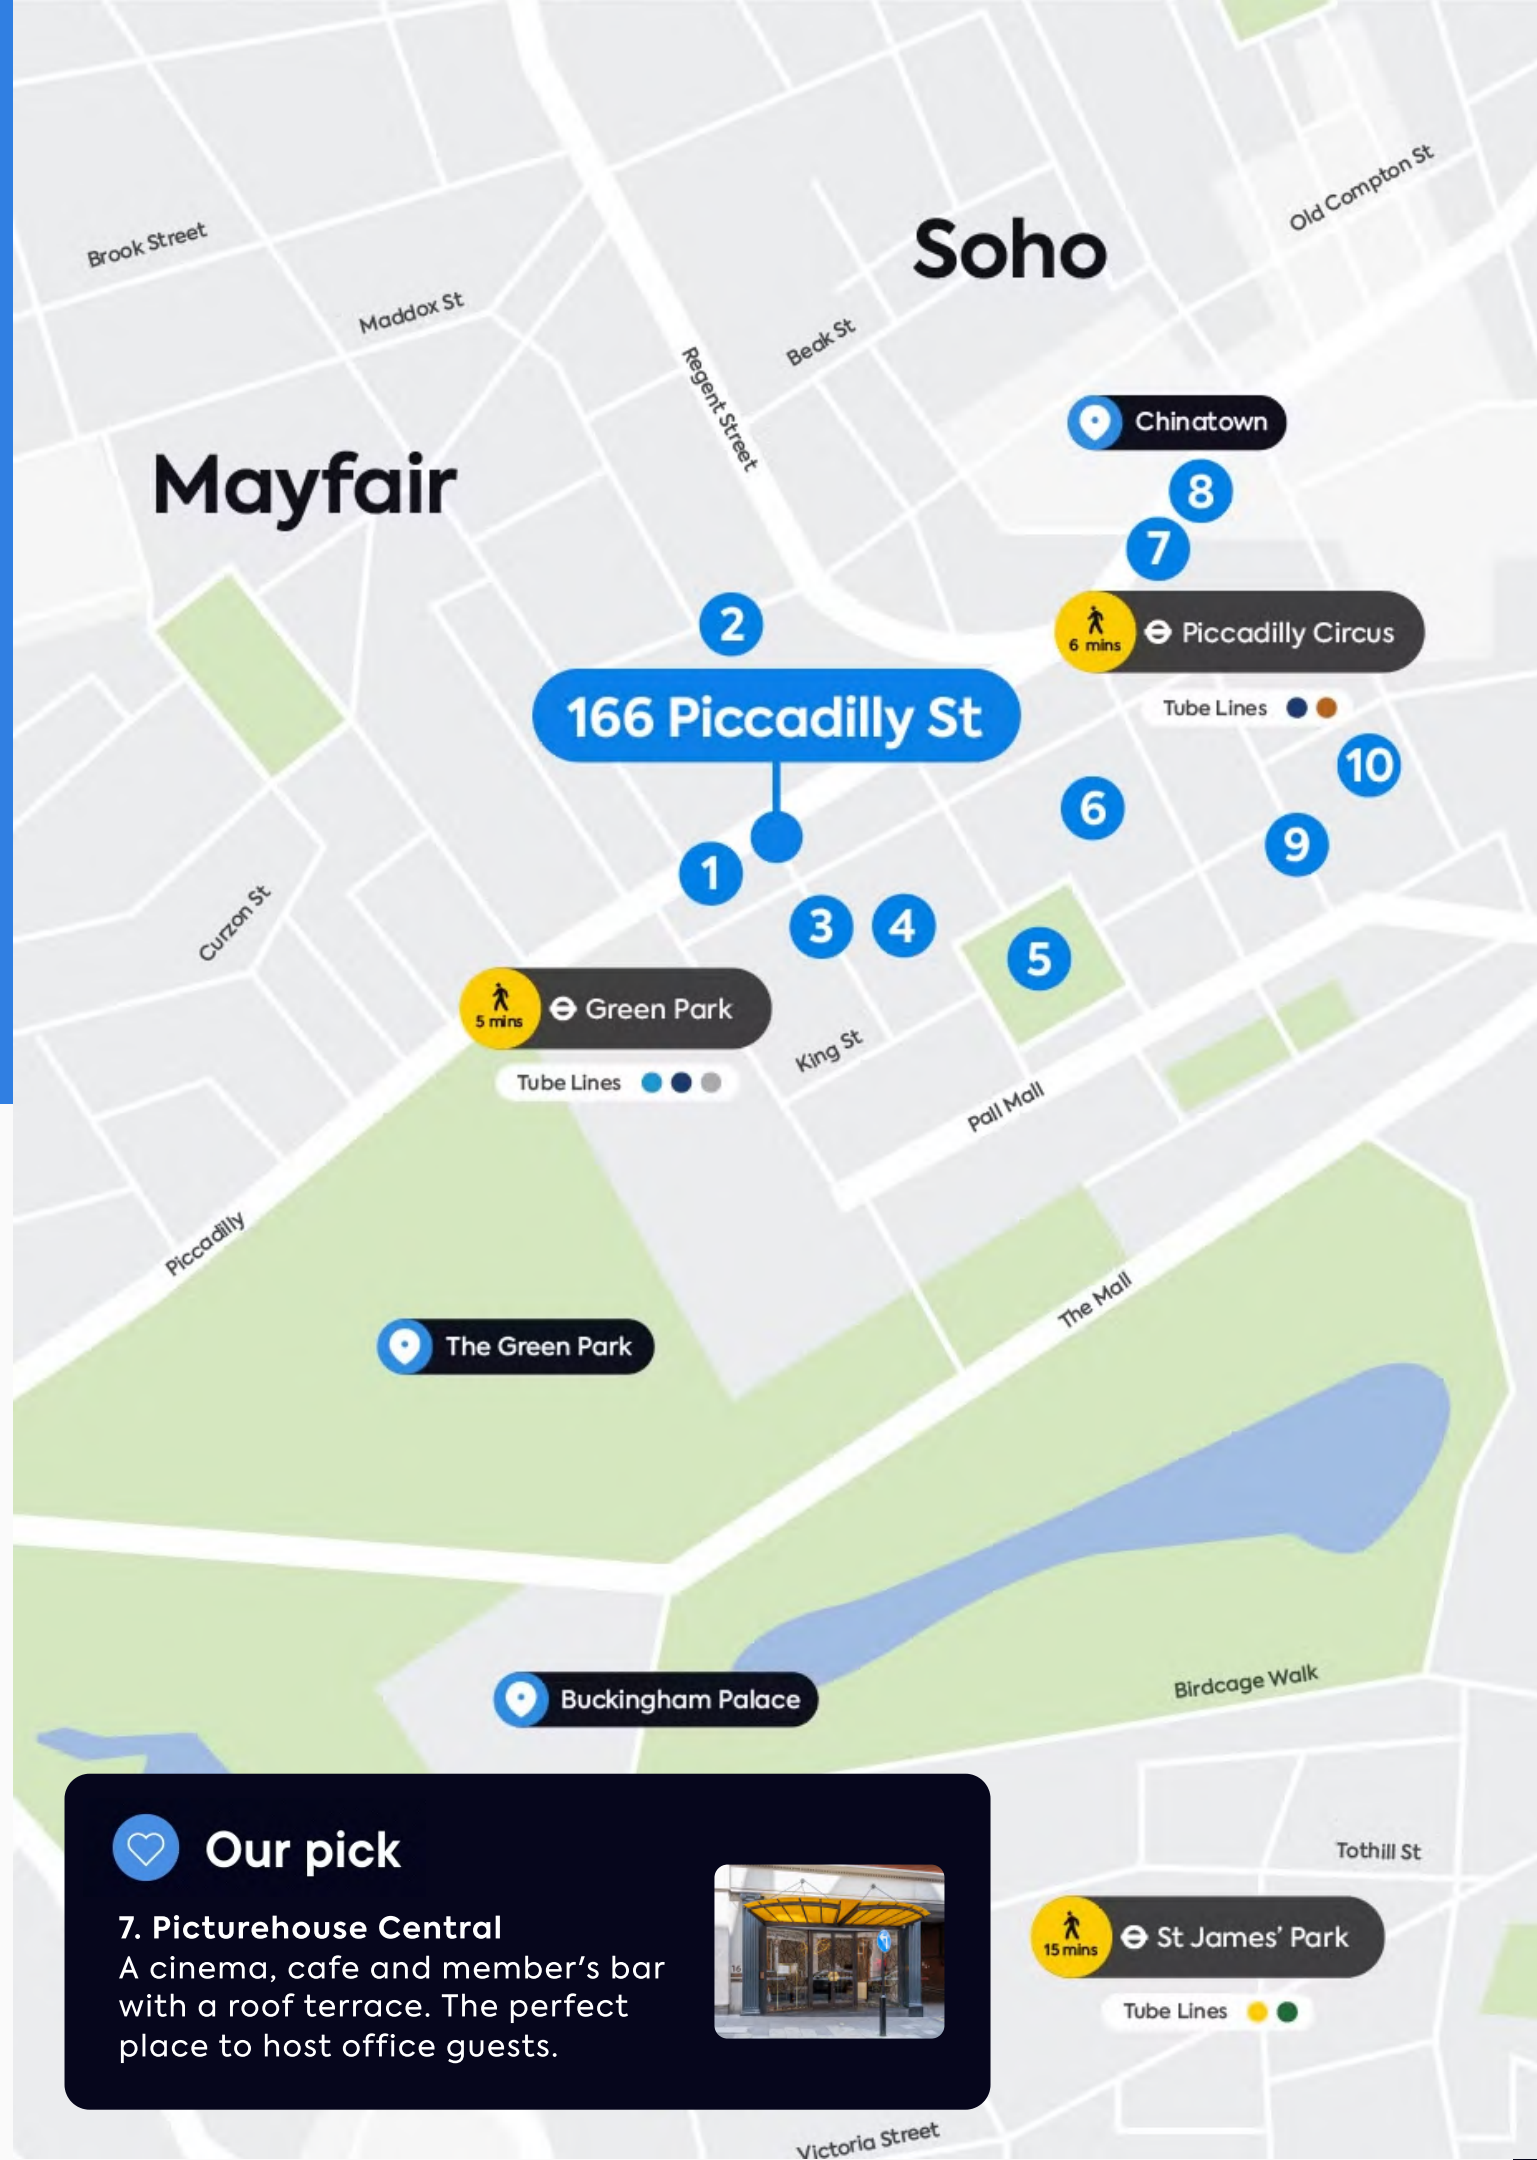 Old Compton St
Brook Street
Soho
Maddox St
Beak St
Regent Street
Chinatown
Mayfair
8
7
2
6 mins
Piccadilly Circus
166 Piccadilly St
Tube Lines
10
6
9
1
Curzon St
3
4
5
5 mins
Green Park
King St
Tube Lines
Pall Mall
Piccadilly
The Mall
The Green Park
Birdcage Walk
Buckingham Palace
Our pick
Tothill St
7. Picturehouse Central
A cinema, cafe and member's bar
with a roof terrace. The perfect
place to host office guests.
16
15 mins
St James' Park
Tube Lines
Victoria Street